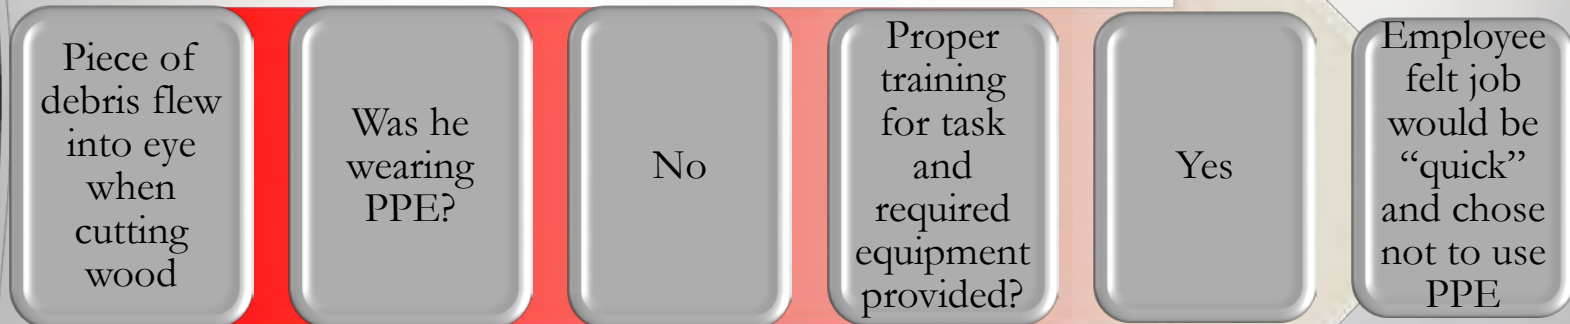 Piece of
debris flew
into eye
when
cutting
wood
Was he
wearing
PPE?
No
Proper
training
for task
and
required
equipment
provided?
Yes
Employee
felt job
would be
“quick”
and chose
not to use
PPE